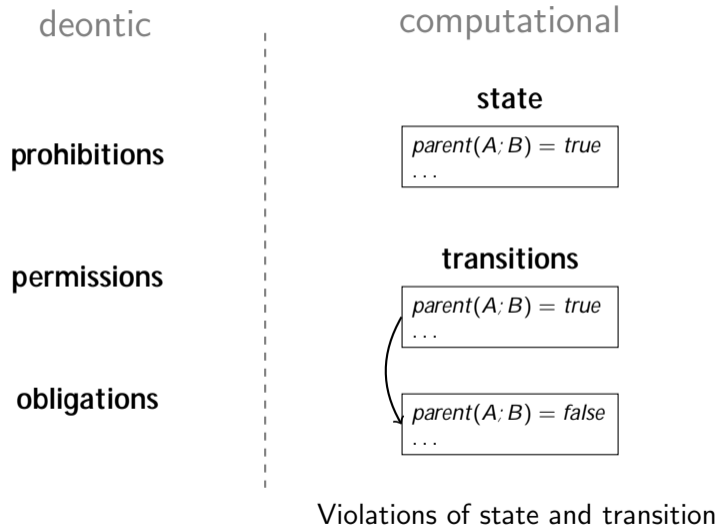 deontic
prohibitions
permissions
obligations
computational
state
parent(A; B) = true
...
transitions
parent(A; B) = true
...
parent(A; B) = false
...
Violations of state and transition